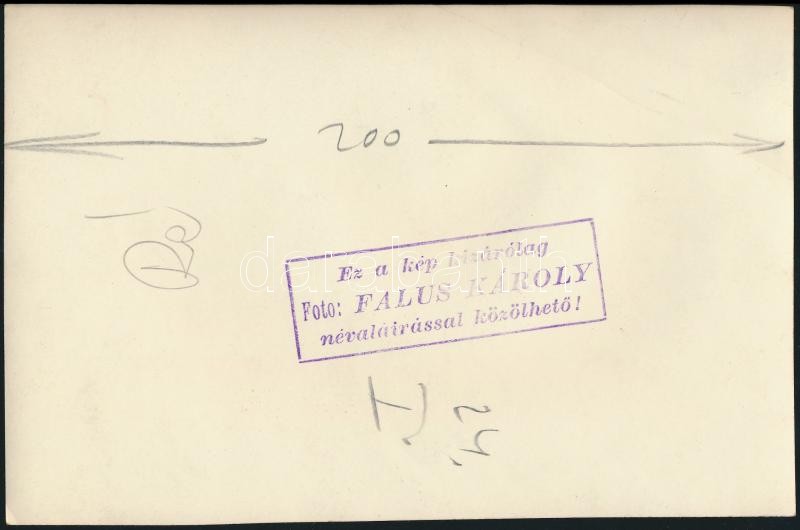 200
Ez a kép kizárólag
Foto: FALUS KÁROLY
névaláírással közölhető!